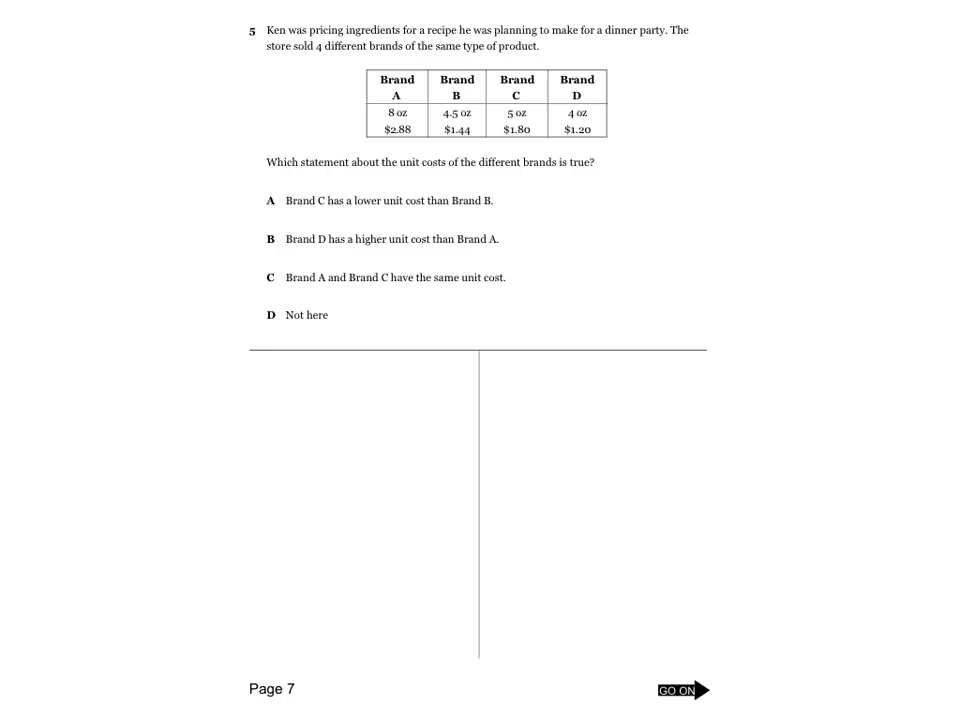 5 Ken was pricing ingredients for a recipe he was planning to make for a dinner party. The
store sold 4 different brands of the same type of product.
Brand A Brand B Brand C Brand D
8 oz 4.5 oz 5 oz 4 oz
$2.88 $1.44 $1.80 $1.20
Which statement about the unit costs of the different brands is true?
A Brand C has a lower unit cost than Brand B.
B Brand D has a higher unit cost than Brand A.
C Brand A and Brand C have the same unit cost.
D Not here
Page 7
GO ON